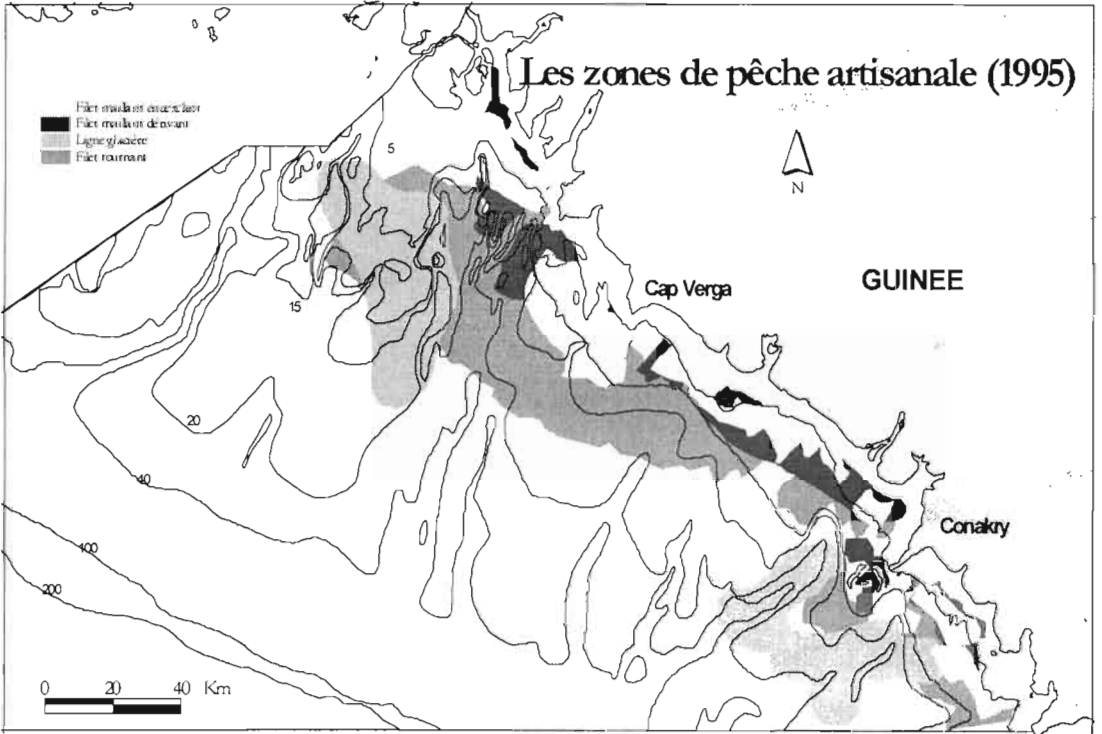 Les zones de pêche artisanale (1995)
Filet maillant encerclant
Filet maillant dérivant
Ligne glacière
Filet tournant
5
N
GUINEE
Cap Verga
15
20
40
Conakry
100
200
0 20 40 Km